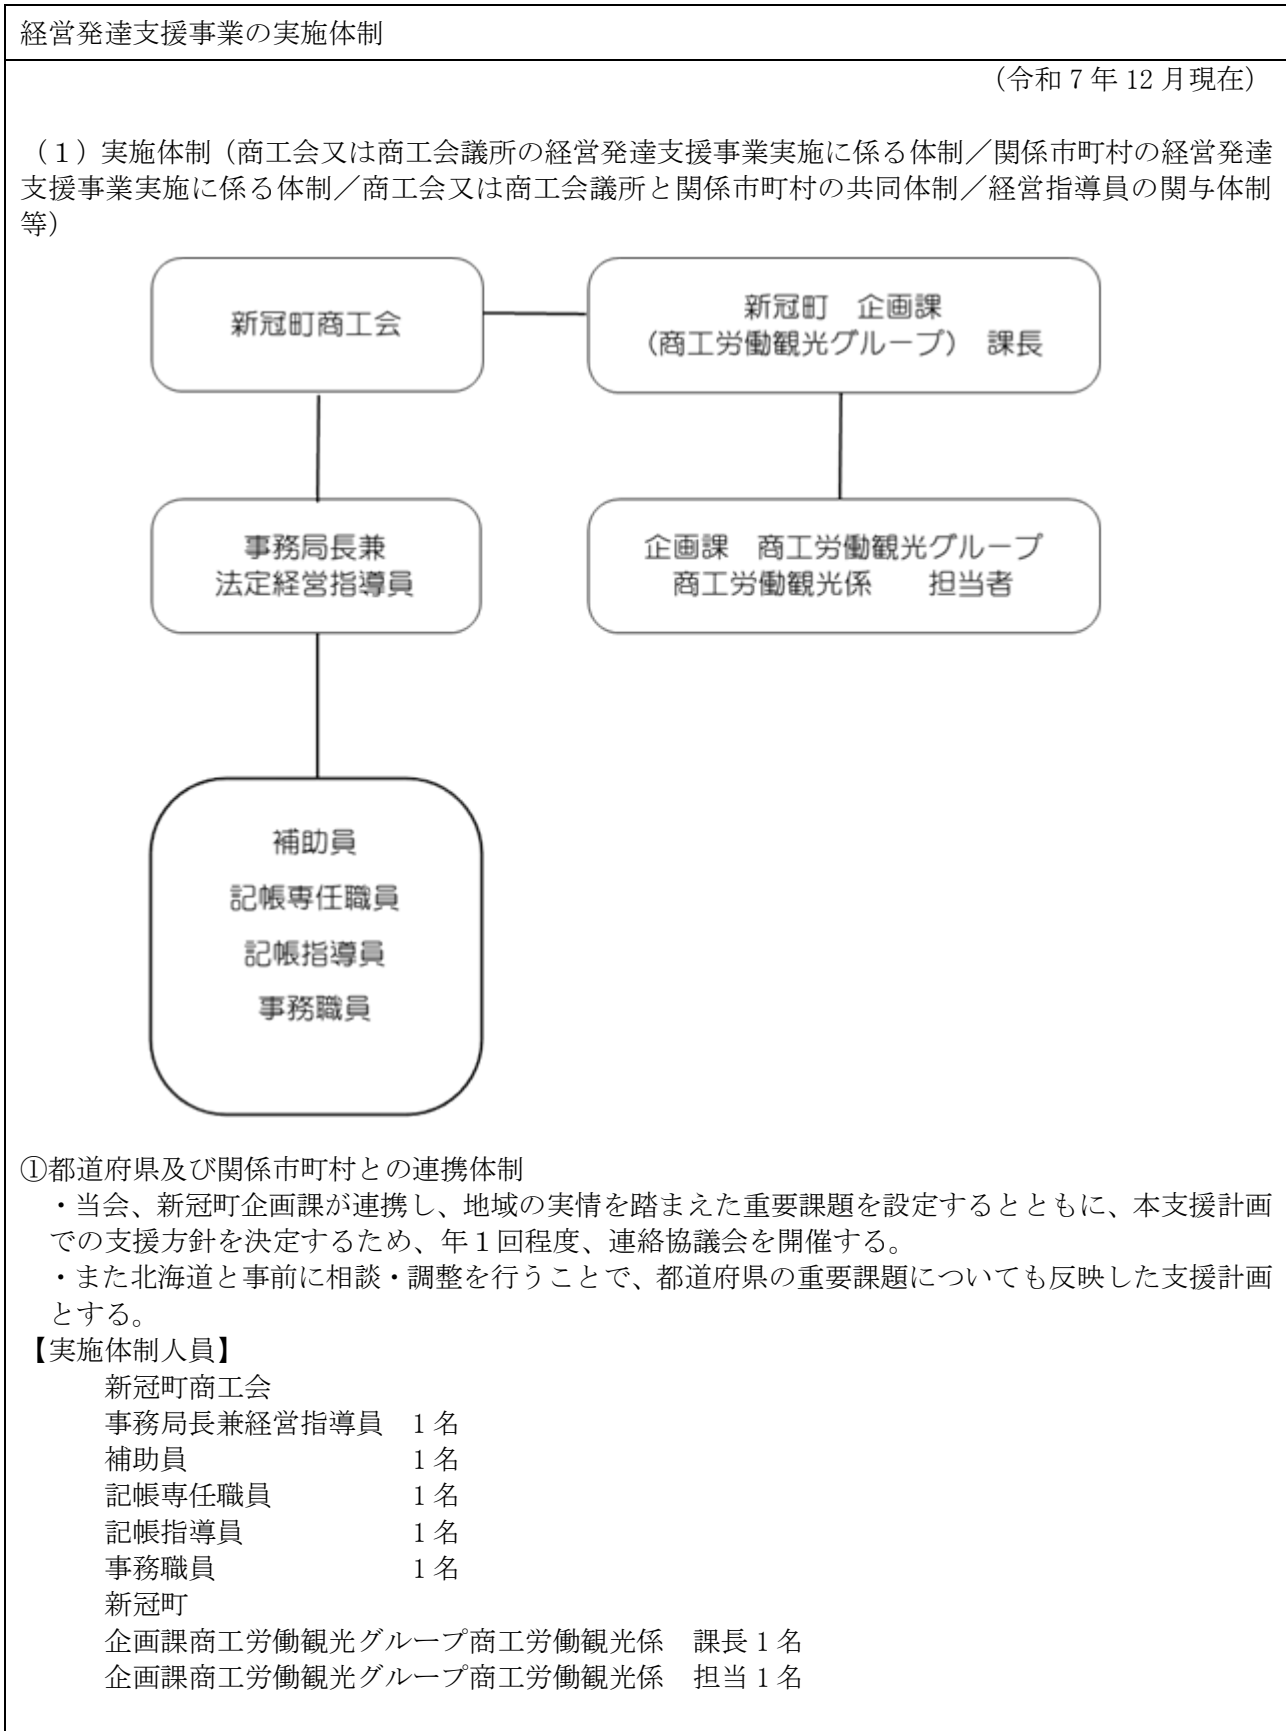 経営発達支援事業の実施体制
（令和７年 12 月現在）
（１）実施体制（商工会又は商工会議所の経営発達支援事業実施に係る体制／関係市町村の経営発達
支援事業実施に係る体制／商工会又は商工会議所と関係市町村の共同体制／経営指導員の関与体制
等）
新冠町商工会
新冠町　企画課
（商工労働観光グループ）　課長
事務局長兼
法定経営指導員
企画課　商工労働観光グループ
商工労働観光係　　担当者
補助員
記帳専任職員
記帳指導員
事務職員
①都道府県及び関係市町村との連携体制
・当会、新冠町企画課が連携し、地域の実情を踏まえた重要課題を設定するとともに、本支援計画
での支援方針を決定するため、年１回程度、連絡協議会を開催する。
・また北海道と事前に相談・調整を行うことで、都道府県の重要課題についても反映した支援計画
とする。
【実施体制人員】
新冠町商工会
事務局長兼経営指導員　1 名
補助員　1 名
記帳専任職員　1 名
記帳指導員　1 名
事務職員　1 名
新冠町
企画課商工労働観光グループ商工労働観光係　課長 1 名
企画課商工労働観光グループ商工労働観光係　担当 1 名